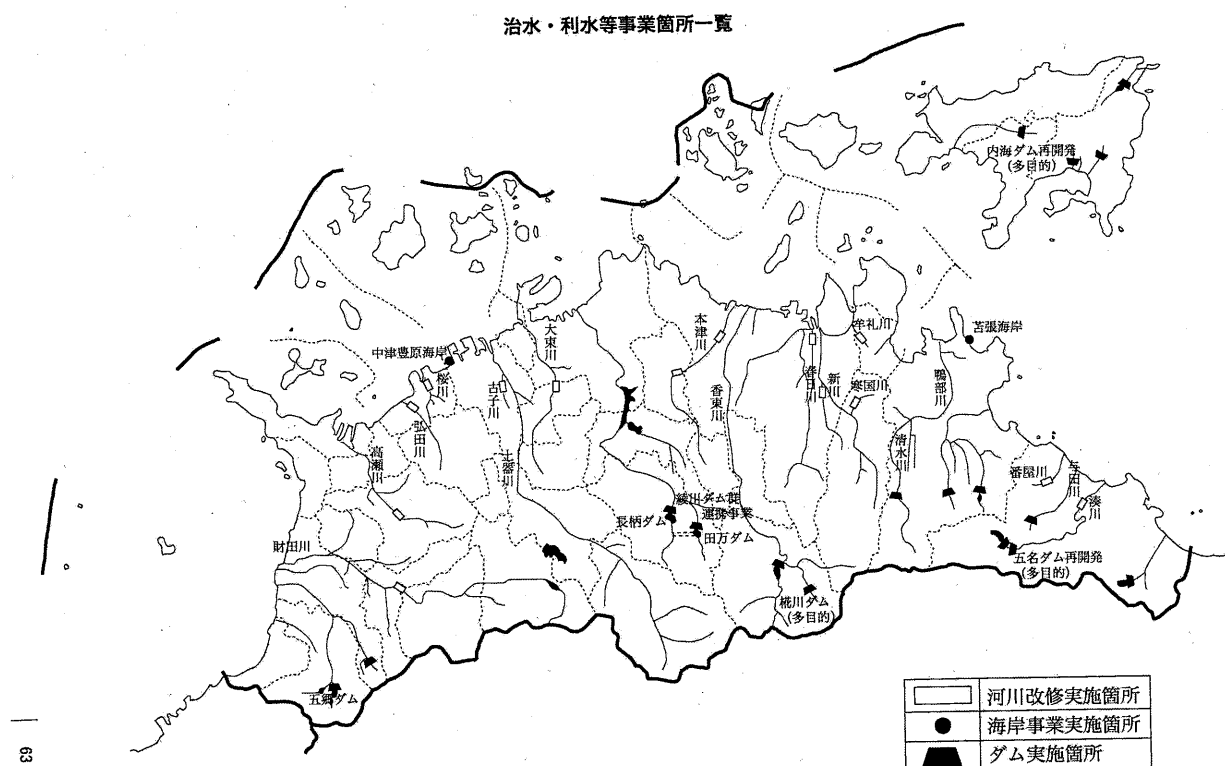 治水・利水等事業箇所一覧
内海ダム再開発
(多目的)
苫張海岸
牟礼川
本津川
大東川
中津豊原海岸
桜川
古子川
弘田川
高瀬川
土器川
香東川
春日川
新川
寒国川
鴨部川
清水川
番屋川
与田川
湊川
綾川ダム群
連携事業
長柄ダム
田万ダム
財田川
五名ダム再開発
(多目的)
椛川ダム
(多目的)
五郷ダム
河川改修実施箇所
海岸事業実施箇所
ダム実施箇所
63